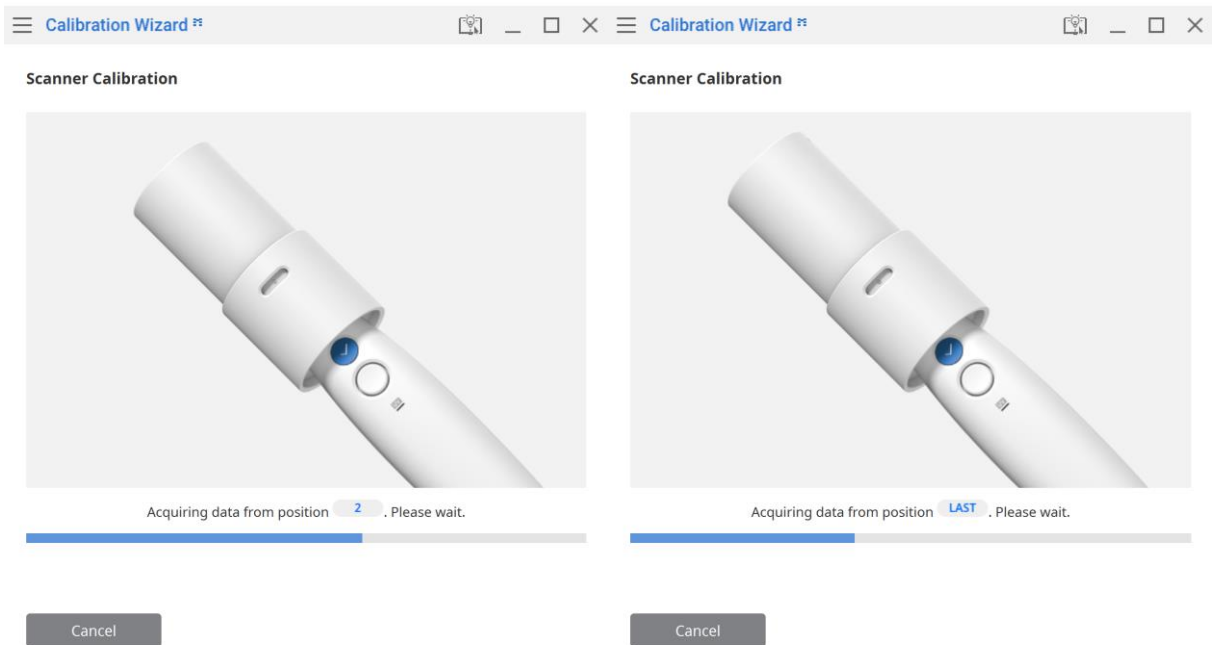 Calibration Wizard
Scanner Calibration
Acquiring data from position 2 . Please wait.
Cancel
Calibration Wizard
Scanner Calibration
Acquiring data from position LAST . Please wait.
Cancel